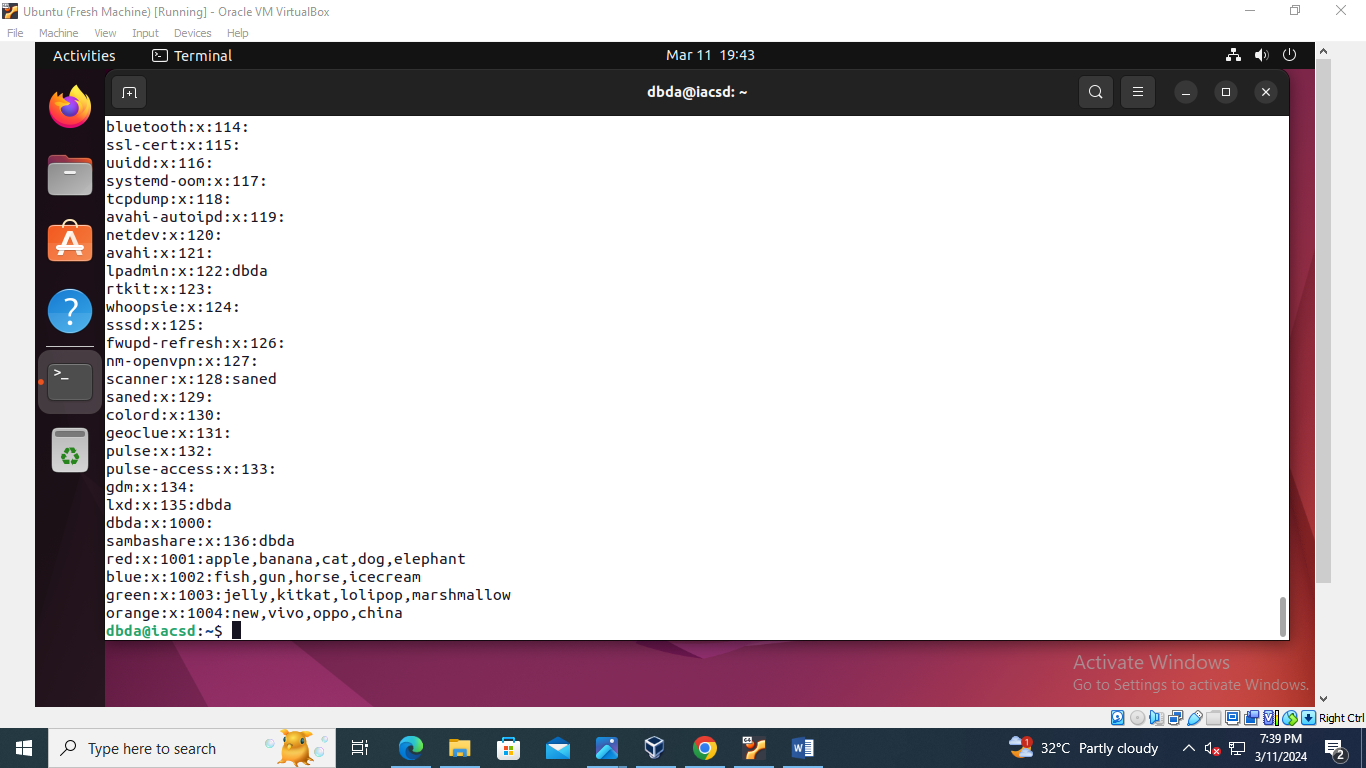 Ubuntu (Fresh Machine) [Running] - Oracle VM VirtualBox
File Machine View Input Devices Help
Activities Terminal Mar 11 19:43
dbda@iacsd: ~
bluetooth:x:114:
ssl-cert:x:115:
uuidd:x:116:
systemd-oom:x:117:
tcpdump:x:118:
avahi-autoipd:x:119:
netdev:x:120:
avahi:x:121:
lpadmin:x:122:dbda
rtkit:x:123:
whoopsie:x:124:
sssd:x:125:
fwupd-refresh:x:126:
nm-openvpn:x:127:
scanner:x:128:saned
saned:x:129:
colord:x:130:
geoclue:x:131:
pulse:x:132:
pulse-access:x:133:
gdm:x:134:
lxd:x:135:dbda
dbda:x:1000:
sambashare:x:136:dbda
red:x:1001:apple,banana,cat,dog,elephant
blue:x:1002:fish,gun,horse,icecream
green:x:1003:jelly,kitkat,lolipop,marshmallow
orange:x:1004:new,vivo,oppo,china
dbda@iacsd:~$
Activate Windows
Go to Settings to activate Windows.
Right Ctrl
Type here to search
32°C Partly cloudy
7:39 PM
3/11/2024
2